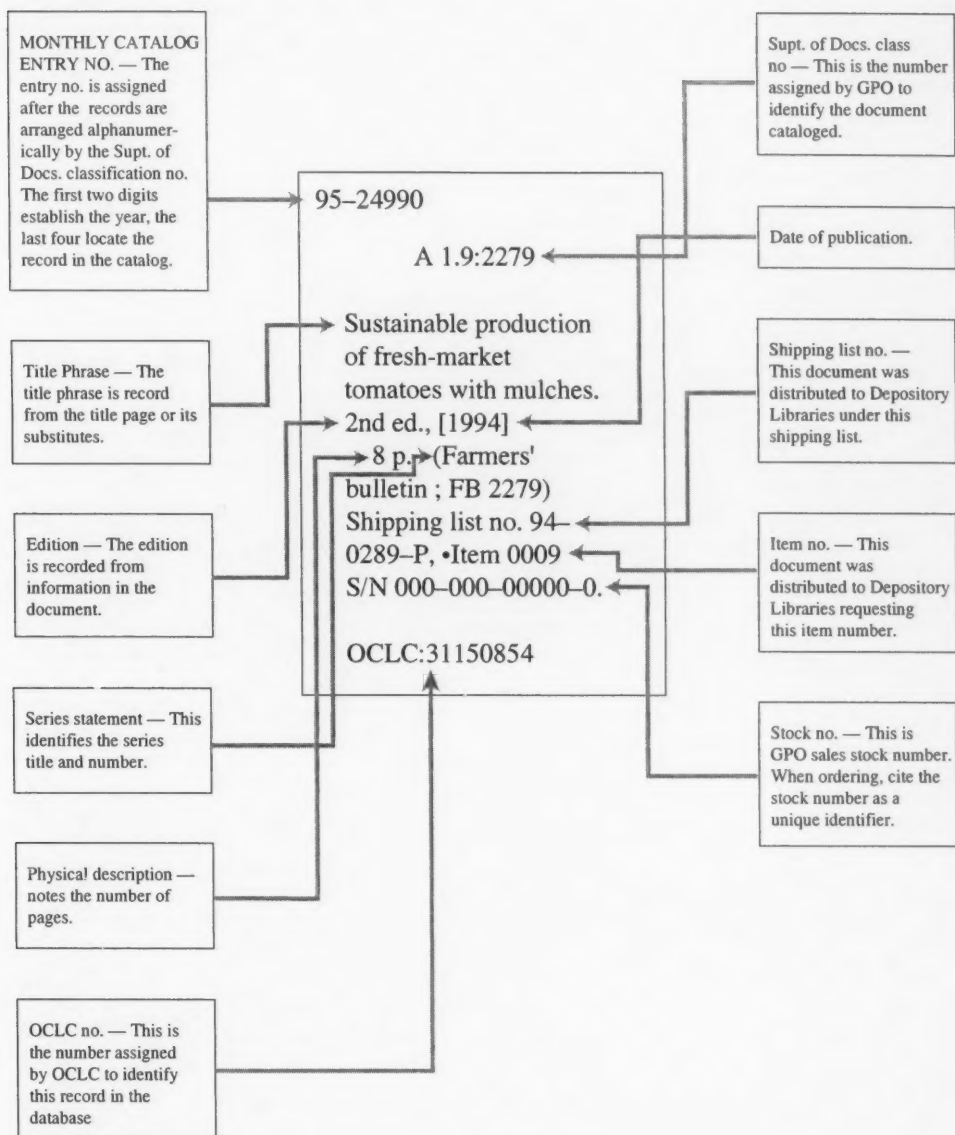 MONTHLY CATALOG
ENTRY NO. — The
entry no. is assigned
after the records are
arranged alphanumer-
ically by the Supt. of
Docs. classification no.
The first two digits
establish the year, the
last four locate the
record in the catalog.
Title Phrase — The
title phrase is record
from the title page or its
substitutes.
Edition — The edition
is recorded from
information in the
document.
Series statement — This
identifies the series
title and number.
Physical description —
notes the number of
pages.
OCLC no. — This is
the number assigned
by OCLC to identify
this record in the
database
95–24990
A 1.9:2279
Sustainable production
of fresh-market
tomatoes with mulches.
2nd ed., [1994]
8 p. (Farmers'
bulletin ; FB 2279)
Shipping list no. 94–
0289–P, •Item 0009
S/N 000–000–00000–0.
OCLC:31150854
Supt. of Docs. class
no — This is the number
assigned by GPO to
identify the document
cataloged.
Date of publication.
Shipping list no. —
This document was
distributed to Depository
Libraries under this
shipping list.
Item no. — This
document was
distributed to Depository
Libraries requesting
this item number.
Stock no. — This is
GPO sales stock number.
When ordering, cite the
stock number as a
unique identifier.